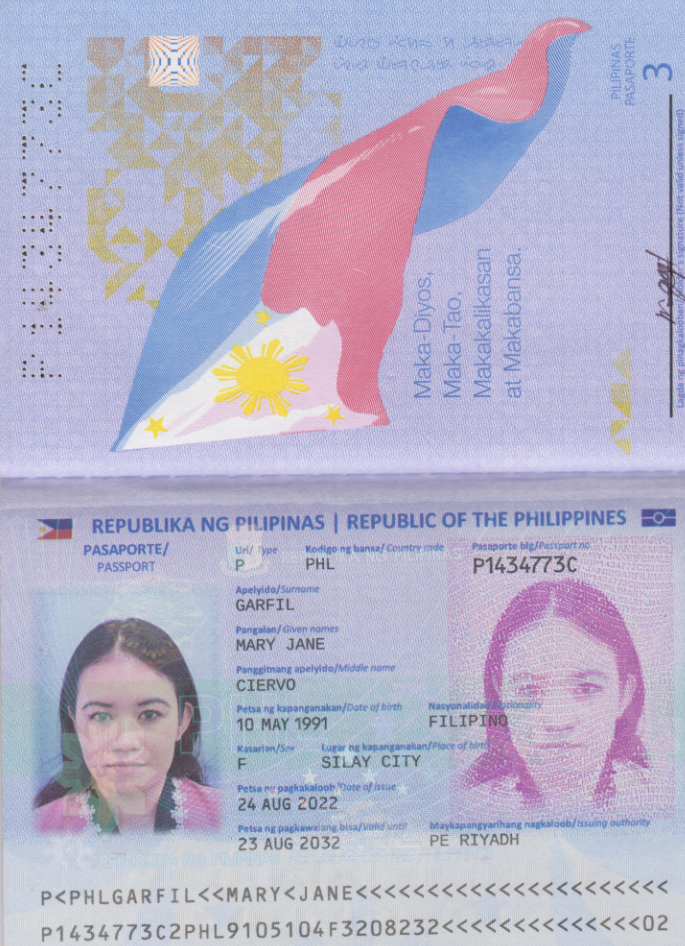 P1434773C
PILIPINAS
PASAPORTE
3
Maka-Diyos,
Maka-Tao,
Makakalikasan
at Makabansa.
signature (Not valid unless signed)
REPUBLIKA NG PILIPINAS | REPUBLIC OF THE PHILIPPINES
PASAPORTE/
PASSPORT
Uri/ Type
Kodigo ng bansa/ Country code
Pasaporte blg/Passport no
P
PHL
P1434773C
Apelyido/Surname
GARFIL
Pangalan/Given names
MARY JANE
Panggitnang apelyido/Middle name
CIERVO
Petsa ng kapanganakan/Date of birth
Nasyonalidad/Nationality
10 MAY 1991
FILIPINO
Kasarian/Sex
Lugar ng kapanganakan/Place of birth
F
SILAY CITY
Petsa ng pagkakaloob/Date of issue
24 AUG 2022
Petsa ng pagkawalang bisa/Valid until
Maykapangyarihang nagkaloob/Issuing authority
23 AUG 2032
PE RIYADH
P<PHLGARFIL<<MARY<JANE<<<<<<<<<<<<<<<<<<<<<<
P1434773C2PHL9105104F3208232<<<<<<<<<<<<<<02